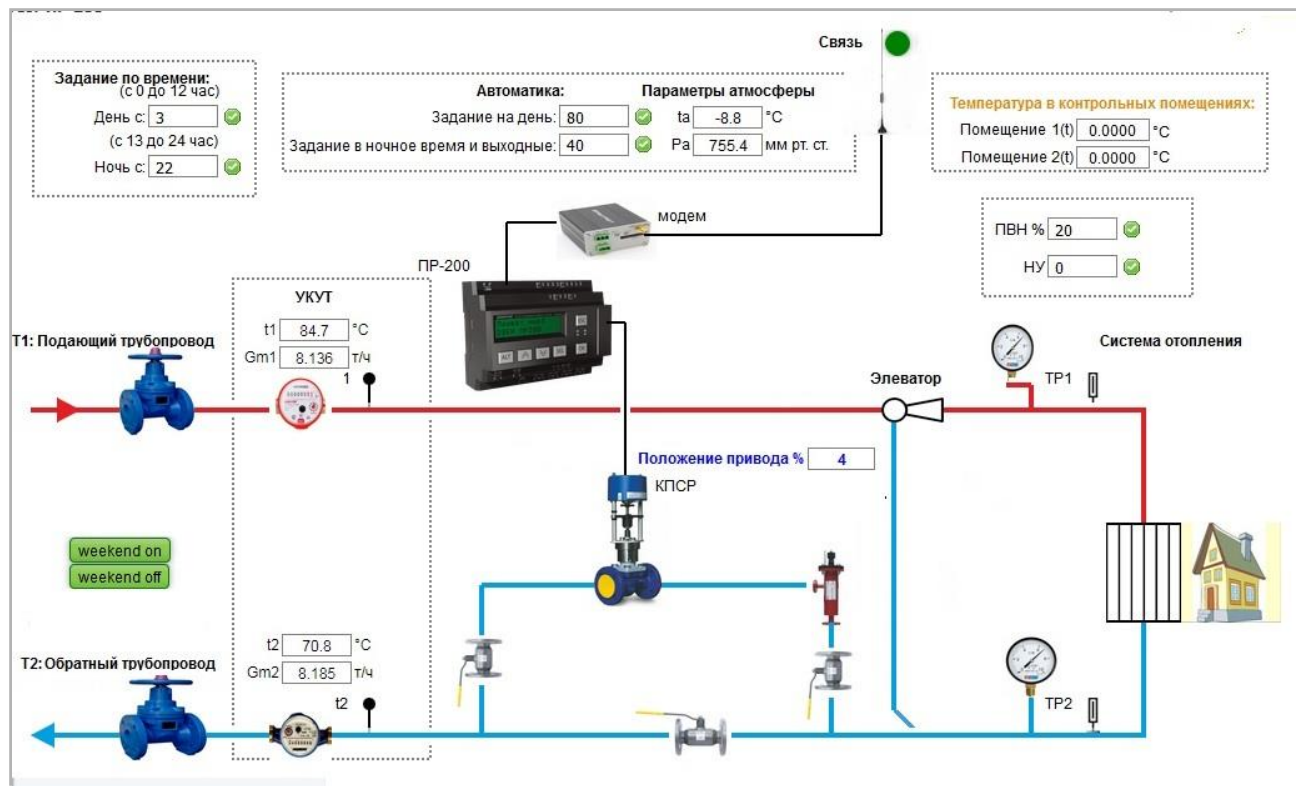 Связь
Задание по времени:
(с 0 до 12 час)
День с: 3
(с 13 до 24 час)
Ночь с: 22
Автоматика:
Параметры атмосферы
Задание на день: 80
ta -8.8 °C
Задание в ночное время и выходные: 40
Pa 755.4 мм рт. ст.
Температура в контрольных помещениях:
Помещение 1(t) 0.0000 °C
Помещение 2(t) 0.0000 °C
модем
ПВН % 20
НУ 0
ПР-200
УКУТ
t1 84.7 °C
Gm1 8.136 т/ч
1
Т1: Подающий трубопровод
Система отопления
Элеватор
TP1
ALT
Положение привода % 4
КПСР
weekend on
weekend off
t2 70.8 °C
Gm2 8.185 т/ч
Т2: Обратный трубопровод
t2
TP2